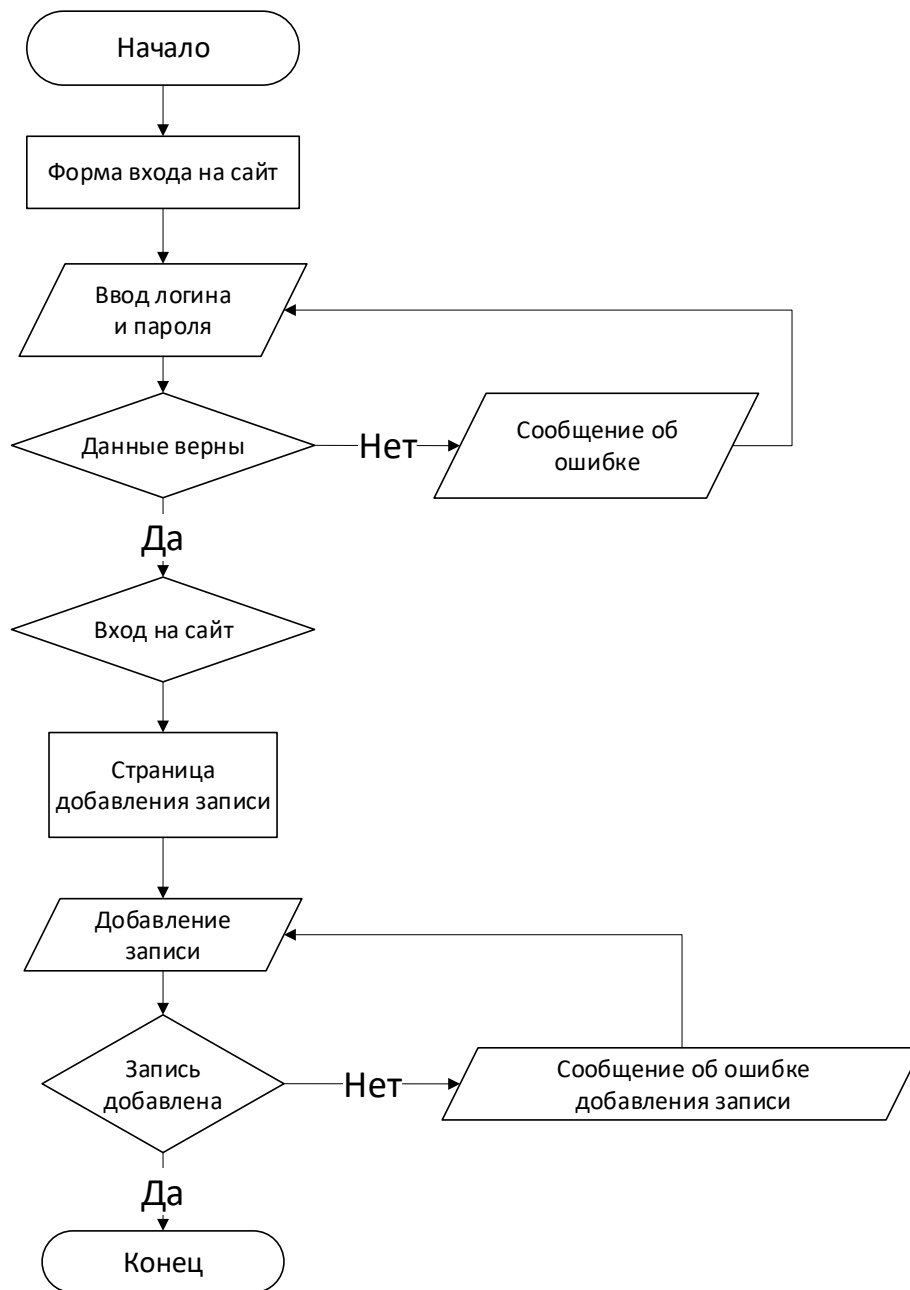 Начало
Форма входа на сайт
Ввод логина
и пароля
Данные верны
Нет
Сообщение об
ошибке
Да
Вход на сайт
Страница
добавления записи
Добавление
записи
Запись
добавлена
Нет
Сообщение об ошибке
добавления записи
Да
Конец